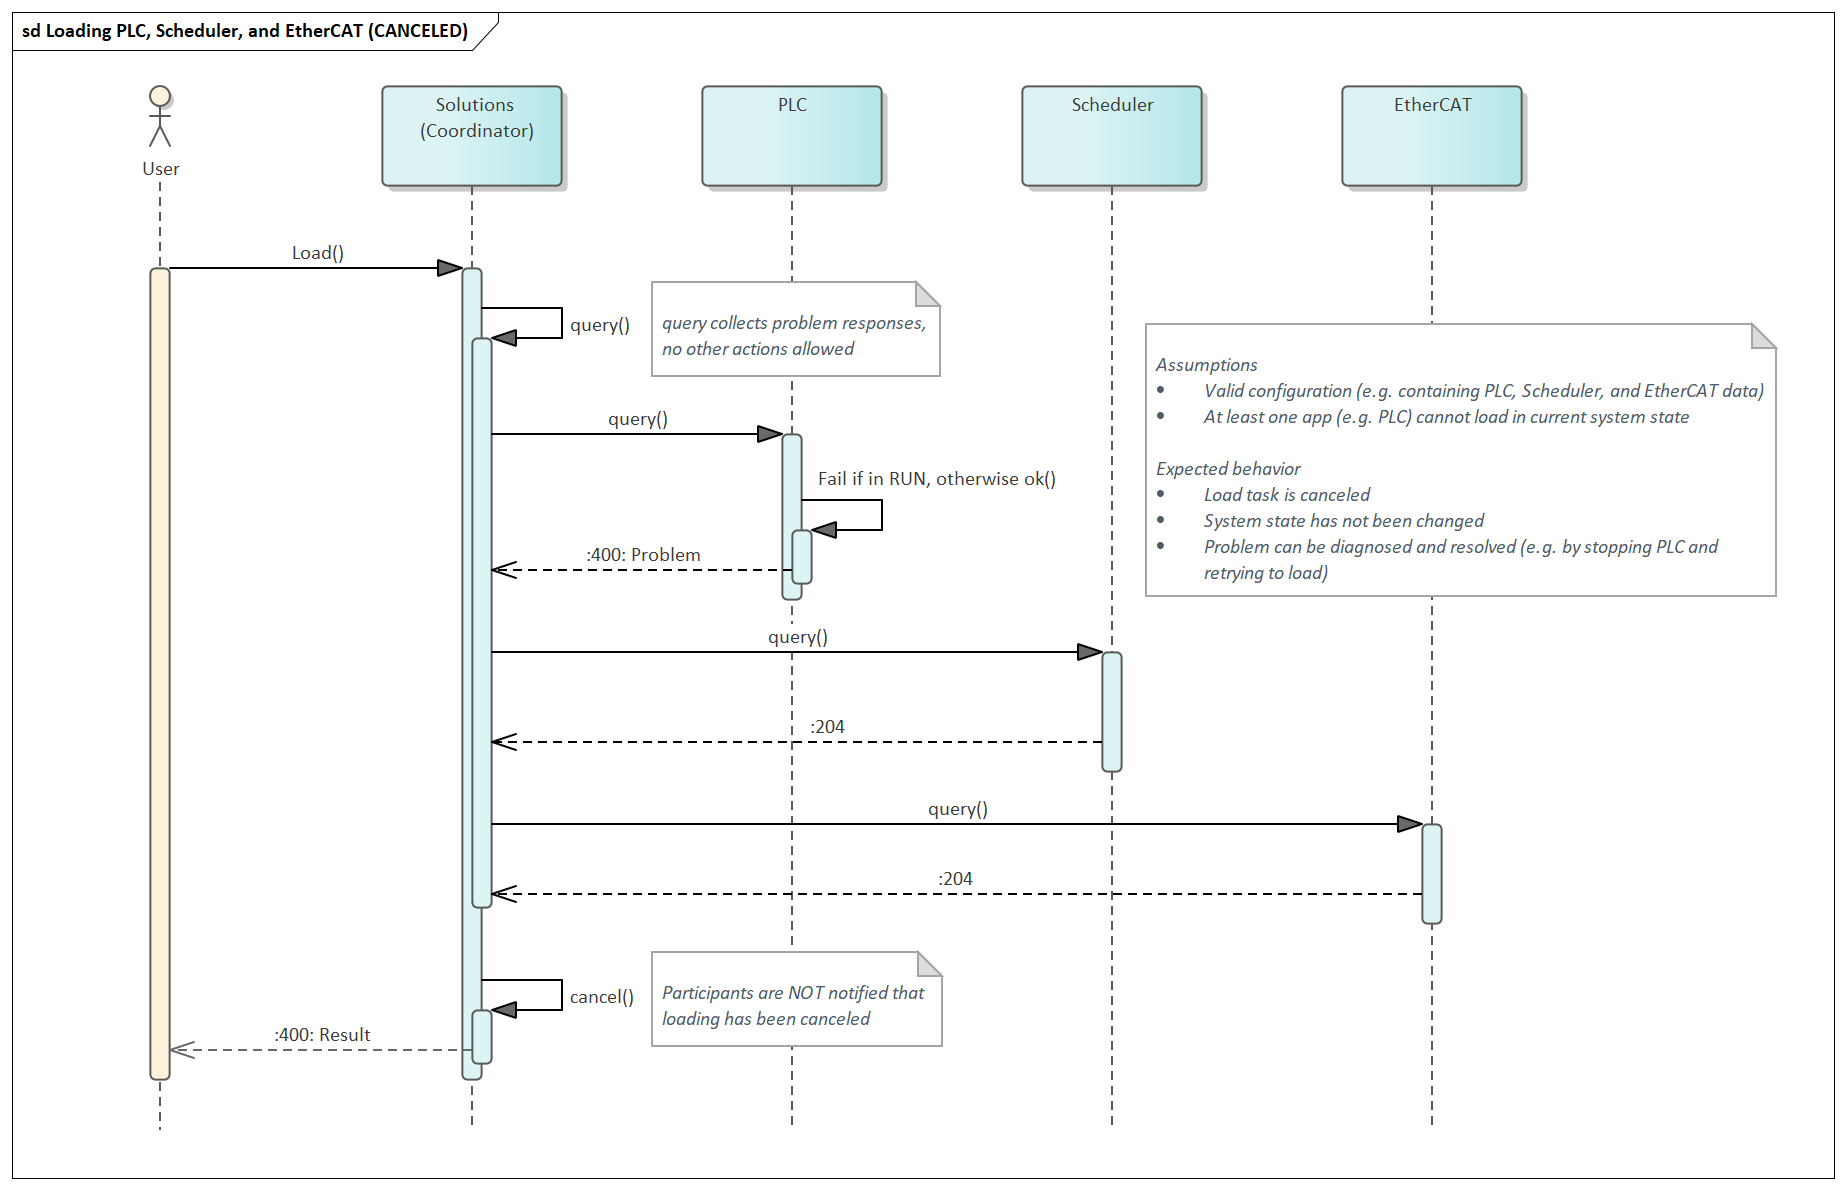 sd Loading PLC, Scheduler, and EtherCAT (CANCELED)
User
Solutions
(Coordinator)
PLC
Scheduler
EtherCAT
Load()
query()
query collects problem responses,
no other actions allowed
Assumptions
• Valid configuration (e.g. containing PLC, Scheduler, and EtherCAT data)
• At least one app (e.g. PLC) cannot load in current system state
Expected behavior
• Load task is canceled
• System state has not been changed
• Problem can be diagnosed and resolved (e.g. by stopping PLC and
retrying to load)
query()
Fail if in RUN, otherwise ok()
:400: Problem
query()
:204
query()
:204
cancel()
Participants are NOT notified that
loading has been canceled
:400: Result